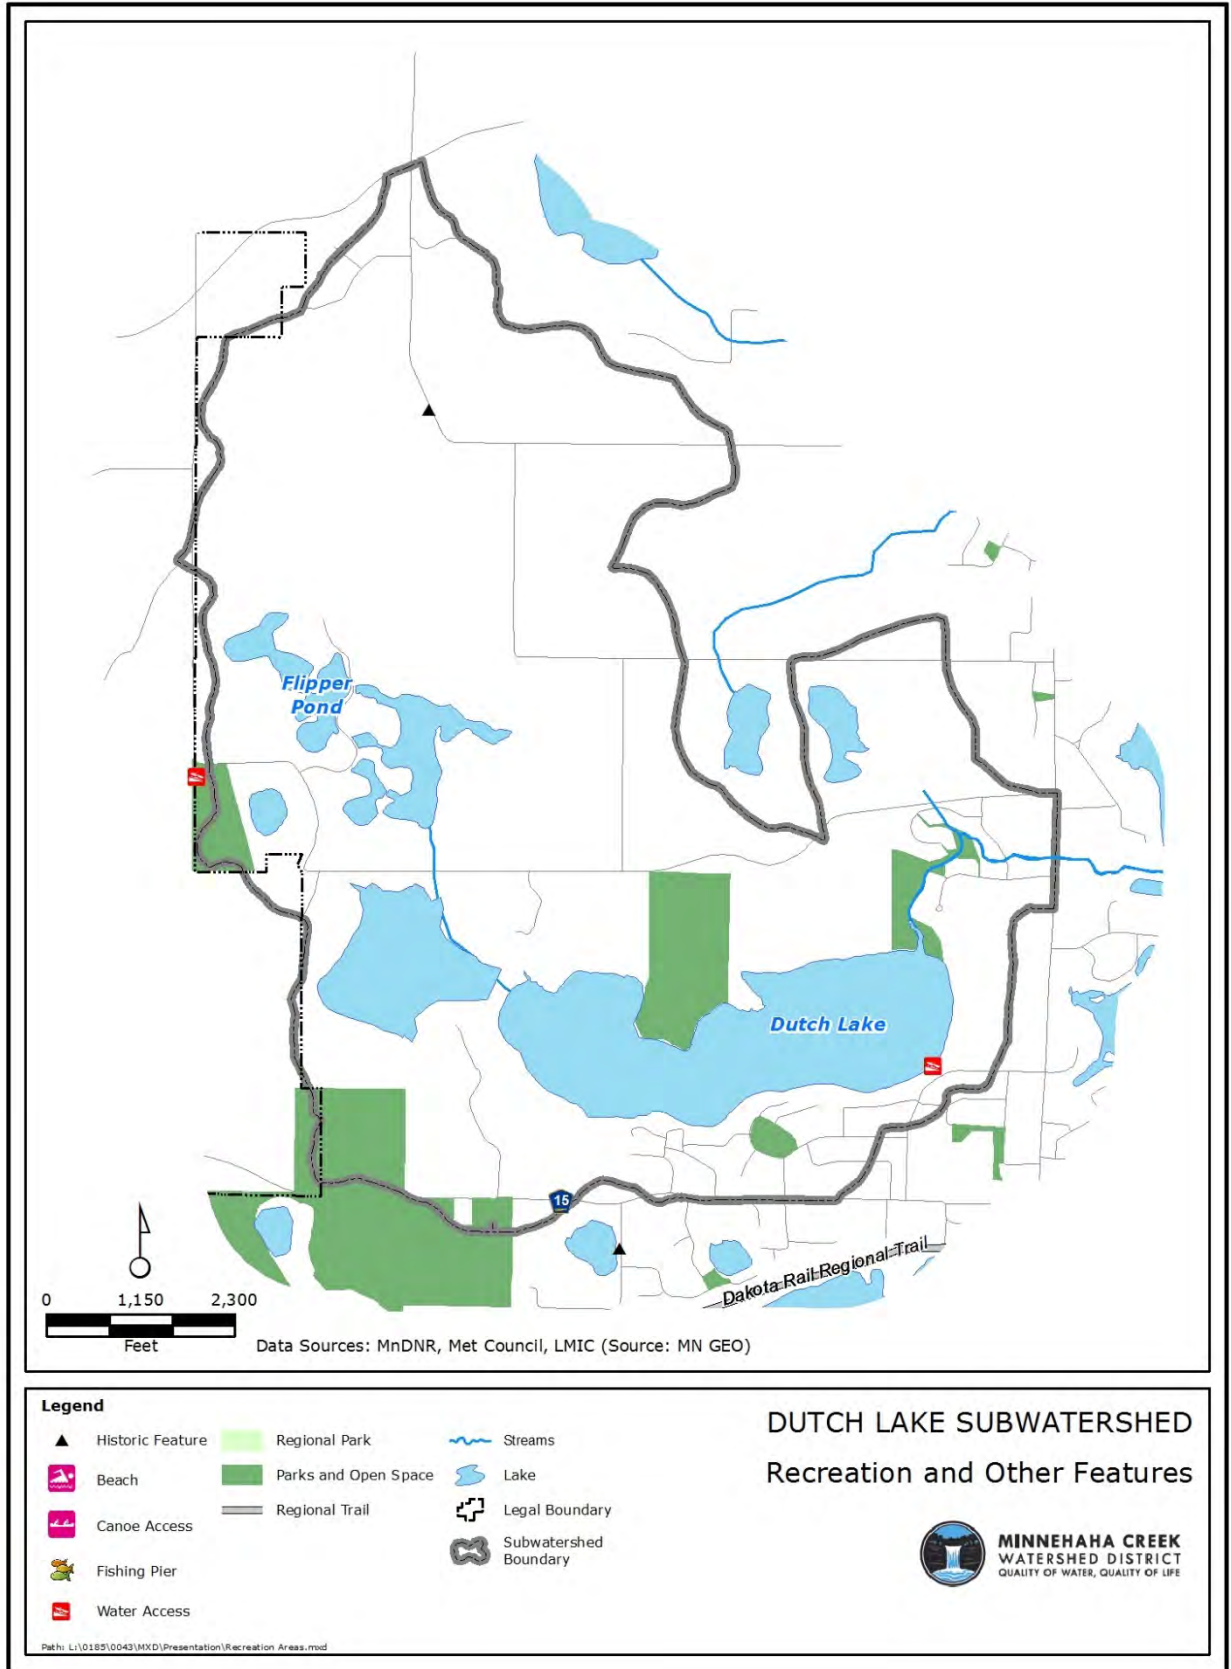 Flipper
Pond
Dutch Lake
15
Dakota Rail Regional Trail
0 1,150 2,300
Feet
Data Sources: MnDNR, Met Council, LMIC (Source: MN GEO)
Legend
Historic Feature
Beach
Canoe Access
Fishing Pier
Water Access
Regional Park
Parks and Open Space
Regional Trail
Streams
Lake
Legal Boundary
Subwatershed
Boundary
DUTCH LAKE SUBWATERSHED
Recreation and Other Features
MINNEHAHA CREEK
WATERSHED DISTRICT
QUALITY OF WATER, QUALITY OF LIFE
Path: L:\0185\0043\MXD\Presentation\Recreation Areas.mxd